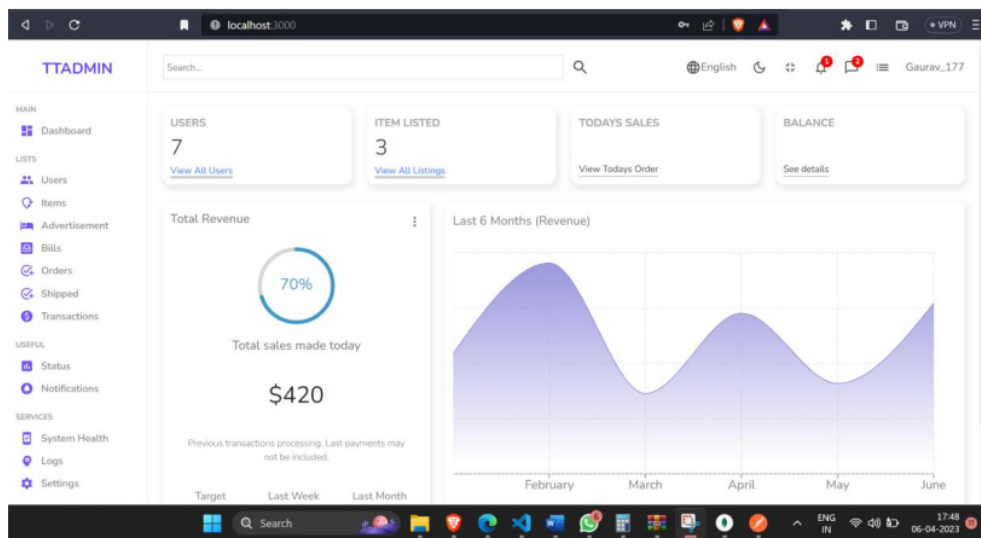 localhost:3000
VPN
TTADMIN
Search...
English
1
2
Gaurav_177
MAIN
Dashboard
LISTS
Users
Items
Advertisement
Bills
Orders
Shipped
Transactions
USEFUL
Status
Notifications
SERVICES
System Health
Logs
Settings
USERS
7
View All Users
ITEM LISTED
3
View All Listings
TODAYS SALES
View Todays Order
BALANCE
See details
Total Revenue
70%
Total sales made today
$420
Previous transactions processing. Last payments may
not be included.
Target Last Week Last Month
Last 6 Months (Revenue)
February March April May June
Search
ENG
IN
17:48
06-04-2023